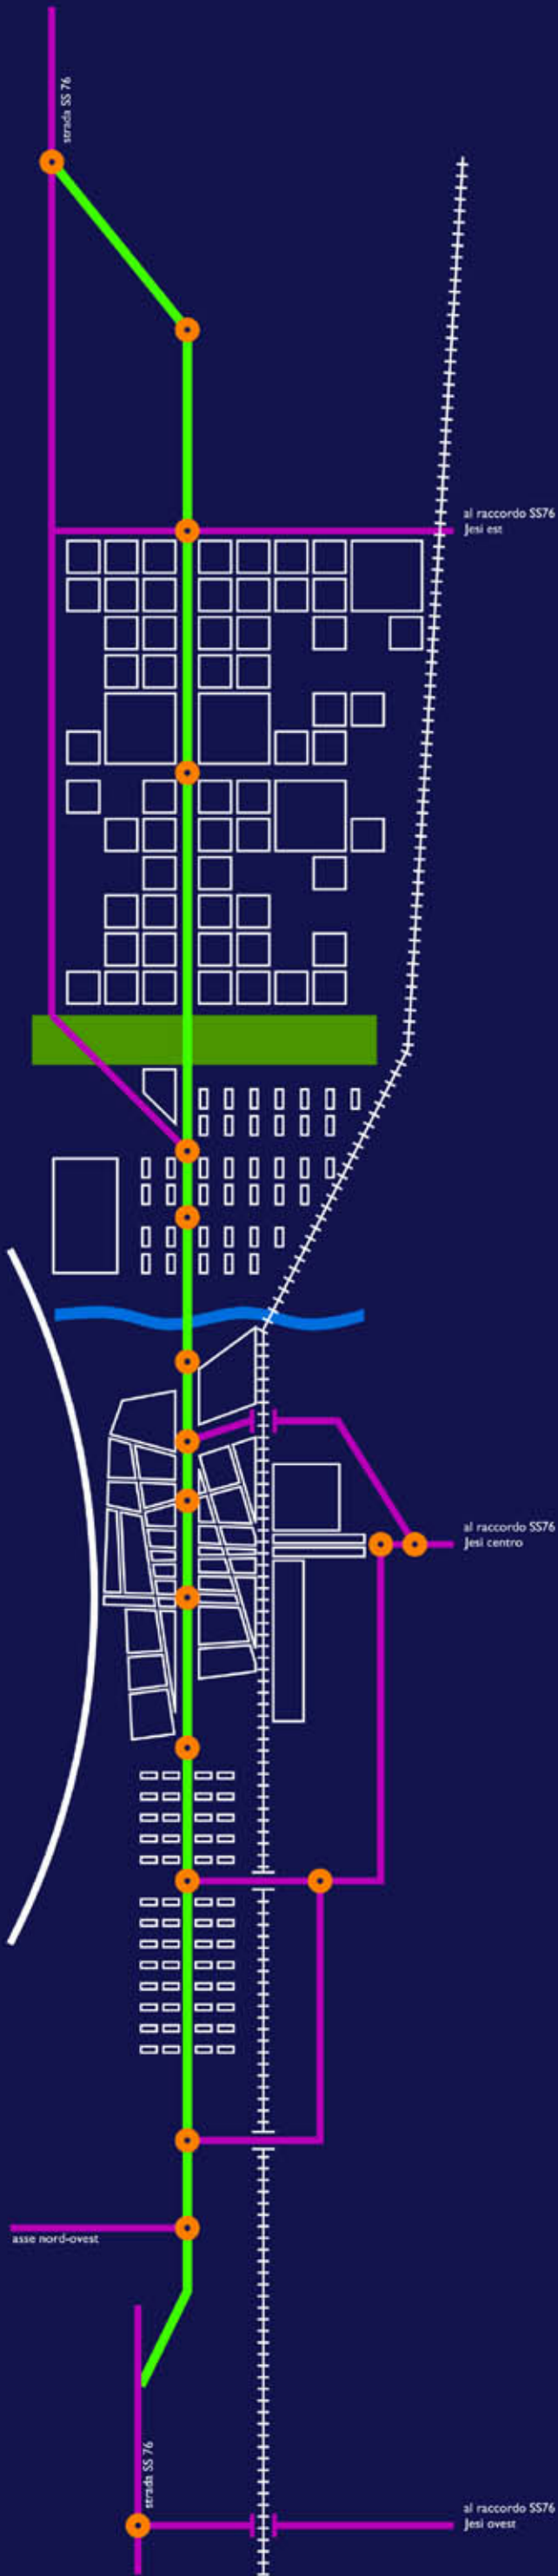 strada SS 76
al raccordo SS76
Jesi est
al raccordo SS76
Jesi centro
asse nord-ovest
strada SS 76
al raccordo SS76
Jesi ovest